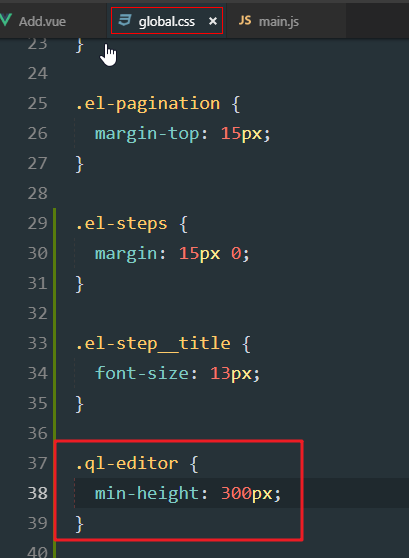 Add.vue global.css × JS main.js
23 }
24
25 .el-pagination {
26 margin-top: 15px;
27 }
28
29 .el-steps {
30 margin: 15px 0;
31 }
32
33 .el-step__title {
34 font-size: 13px;
35 }
36
37 .ql-editor {
38 min-height: 300px;
39 }
40